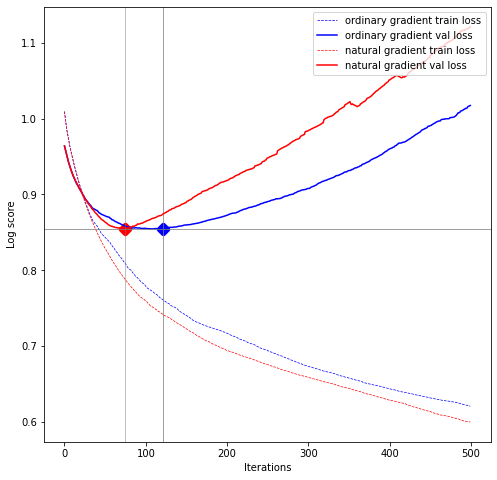 ordinary gradient train loss
ordinary gradient val loss
natural gradient train loss
natural gradient val loss
1.1
1.0
0.9
0.8
0.7
0.6
Log score
0 100 200 300 400 500
Iterations